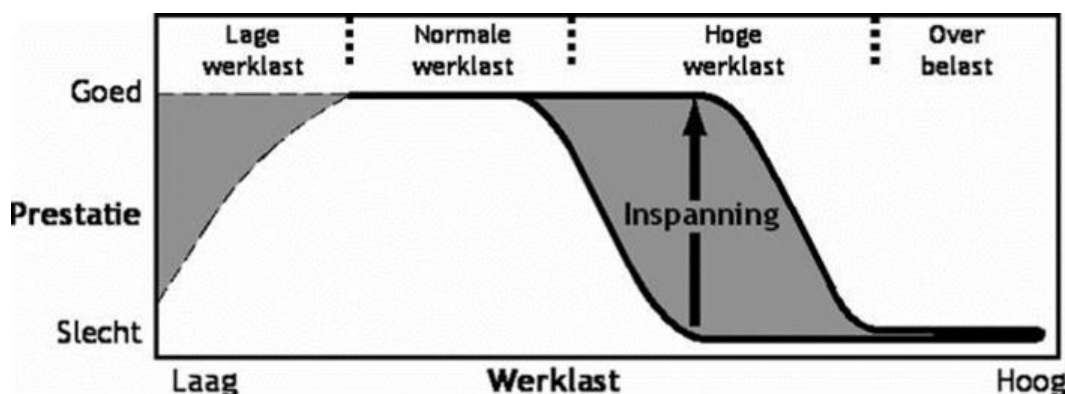 Lage
werklast
Normale
werklast
Hoge
werklast
Over
belast
Goed
Prestatie
Inspanning
Slecht
Laag
Werklast
Hoog